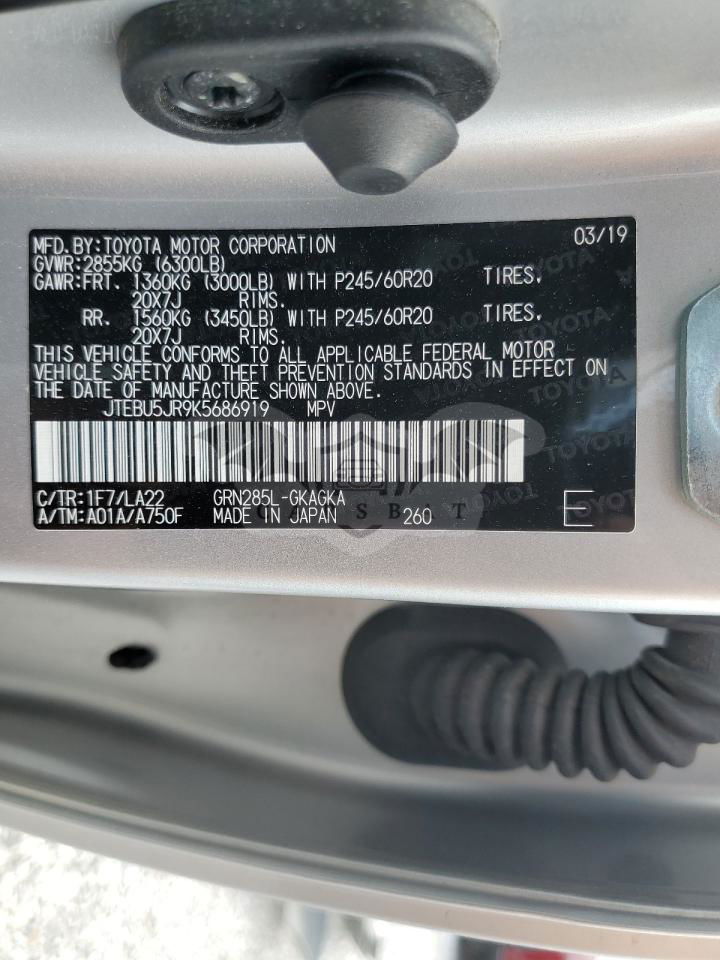 MFD.BY:TOYOTA MOTOR CORPORATION 03/19
GVWR:2855KG (6300LB)
GAWR:FRT. 1360KG (3000LB) WITH P245/60R20 TIRES.
20X7J RIMS.
RR. 1560KG (3450LB) WITH P245/60R20 TIRES.
20X7J RIMS.
THIS VEHICLE CONFORMS TO ALL APPLICABLE FEDERAL MOTOR
VEHICLE SAFETY AND THEFT PREVENTION STANDARDS IN EFFECT ON
THE DATE OF MANUFACTURE SHOWN ABOVE.
JTEBU5JR9K5686919 MPV
C/TR:1F7/LA22 GRN285L-GKAGKA
A/TM:A01A/A750F MADE IN JAPAN 260 E